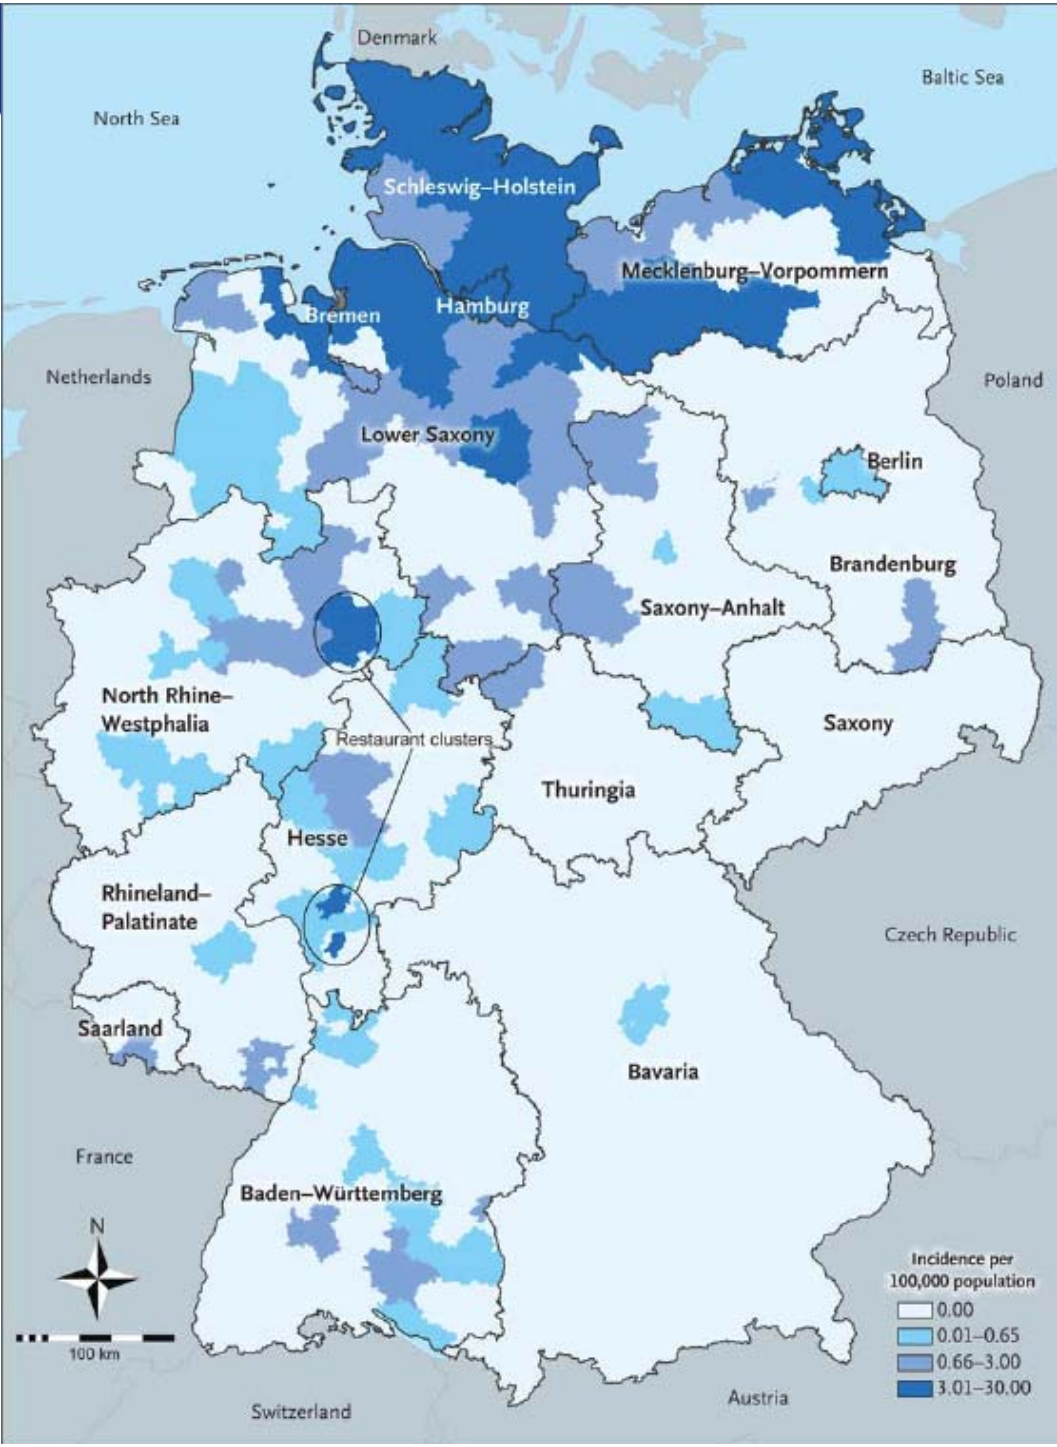 Denmark
Baltic Sea
North Sea
Schleswig–Holstein
Mecklenburg–Vorpommern
Hamburg
Bremen
Netherlands
Poland
Lower Saxony
Berlin
Brandenburg
Saxony–Anhalt
North Rhine–
Westphalia
Saxony
Restaurant clusters
Thuringia
Hesse
Rhineland–
Palatinate
Czech Republic
Saarland
Bavaria
France
Baden–Württemberg
N
100 km
Incidence per
100,000 population
0.00
0.01–0.65
0.66–3.00
3.01–30.00
Austria
Switzerland